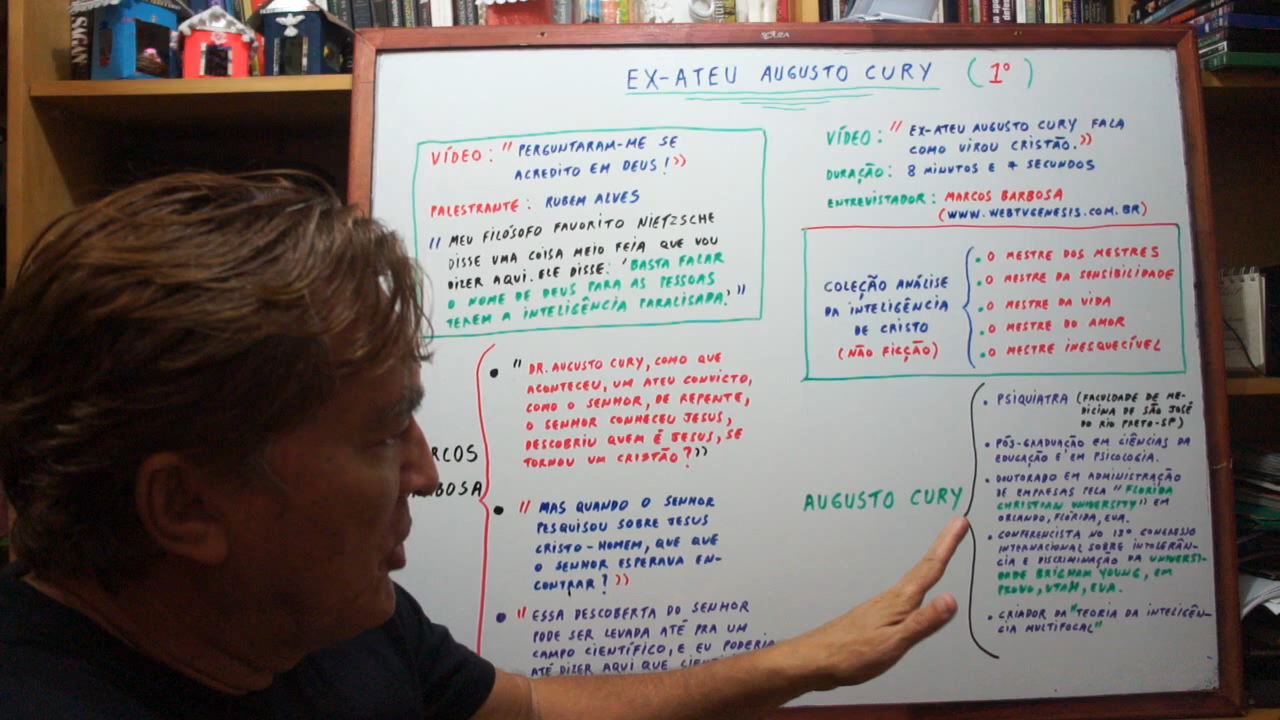 SAGAN
EX-ATEU AUGUSTO CURY (1º)
VÍDEO: "PERGUNTARAM-ME SE
ACREDITO EM DEUS!"
PALESTRANTE: RUBEM ALVES
"MEU FILÓSOFO FAVORITO NIETZSCHE
DISSE UMA COISA MEIO FEIA QUE VOU
DIZER AQUI. ELE DISSE: 'BASTA FALAR
O NOME DE DEUS PARA AS PESSOAS
TEREM A INTELIGÊNCIA PARALISADA.'"
VÍDEO: "EX-ATEU AUGUSTO CURY FALA
COMO VIROU CRISTÃO."
DURAÇÃO: 8 MINUTOS E 7 SEGUNDOS
ENTREVISTADOR: MARCOS BARBOSA
(WWW.WEBTVGENESIS.COM.BR)
COLEÇÃO ANÁLISE
DA INTELIGÊNCIA
DE CRISTO
(NÃO FICÇÃO)
• O MESTRE DOS MESTRES
• O MESTRE DA SENSIBILIDADE
• O MESTRE DA VIDA
• O MESTRE DO AMOR
• O MESTRE INESQUECÍVEL
RCOS
BOSA
• "DR. AUGUSTO CURY, COMO QUE
ACONTECEU, UM ATEU CONVICTO,
COMO O SENHOR, DE REPENTE,
O SENHOR CONHECEU JESUS,
DESCOBRIU QUEM É JESUS, SE
TORNOU UM CRISTÃO?"
• "MAS QUANDO O SENHOR
PESQUISOU SOBRE JESUS
CRISTO-HOMEM, QUE QUE
O SENHOR ESPERAVA EN-
CONTRAR?"
• "ESSA DESCOBERTA DO SENHOR
PODE SER LEVADA ATÉ PRA UM
CAMPO CIENTÍFICO, E EU PODERIA
ATÉ DIZER AQUI QUE
AUGUSTO CURY
• PSIQUIATRA (FACULDADE DE ME-
DICINA DE SÃO JOSÉ
DO RIO PRETO-SP)
• PÓS-GRADUAÇÃO EM CIÊNCIAS DA
EDUCAÇÃO E EM PSICOLOGIA.
• DOUTORADO EM ADMINISTRAÇÃO
DE EMPRESAS PELA "FLORIDA
CHRISTIAN UNIVERSITY" EM
ORLANDO, FLÓRIDA, EUA.
• CONFERENCISTA NO 13º CONGRESSO
INTERNACIONAL SOBRE INTOLERÂN-
CIA E DISCRIMINAÇÃO DA UNIVERSI-
DADE BRIGHAM YOUNG, EM
PROVO, UTAH, EUA.
• CRIADOR DA "TEORIA DA INTELIGÊN-
CIA MULTIFOCAL"